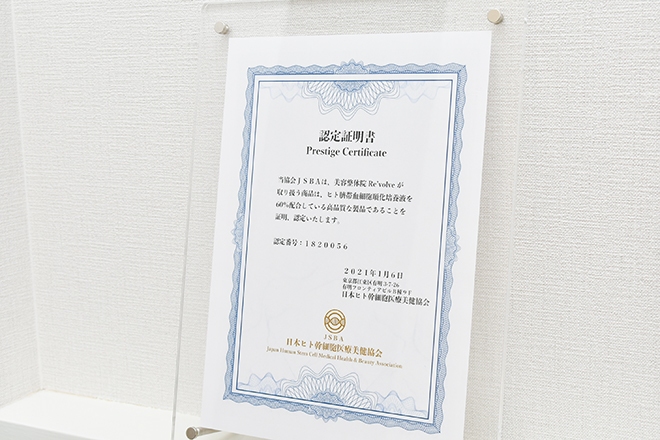 認定証明書
Prestige Certificate
当協会JSBAは、美容整体院 Re'volve が
取り扱う商品は、ヒト臍帯血細胞順化培養液を
60%配合している高品質な製品であることを
証明、認定いたします。
認定番号：1820056
2021年1月6日
東京都江東区有明 3-7-26
有明フロンティアビルB棟9F
日本ヒト幹細胞医療美健協会
JSBA
日本ヒト幹細胞医療美健協会
Japan Human Stem Cell Medical Health & Beauty Association